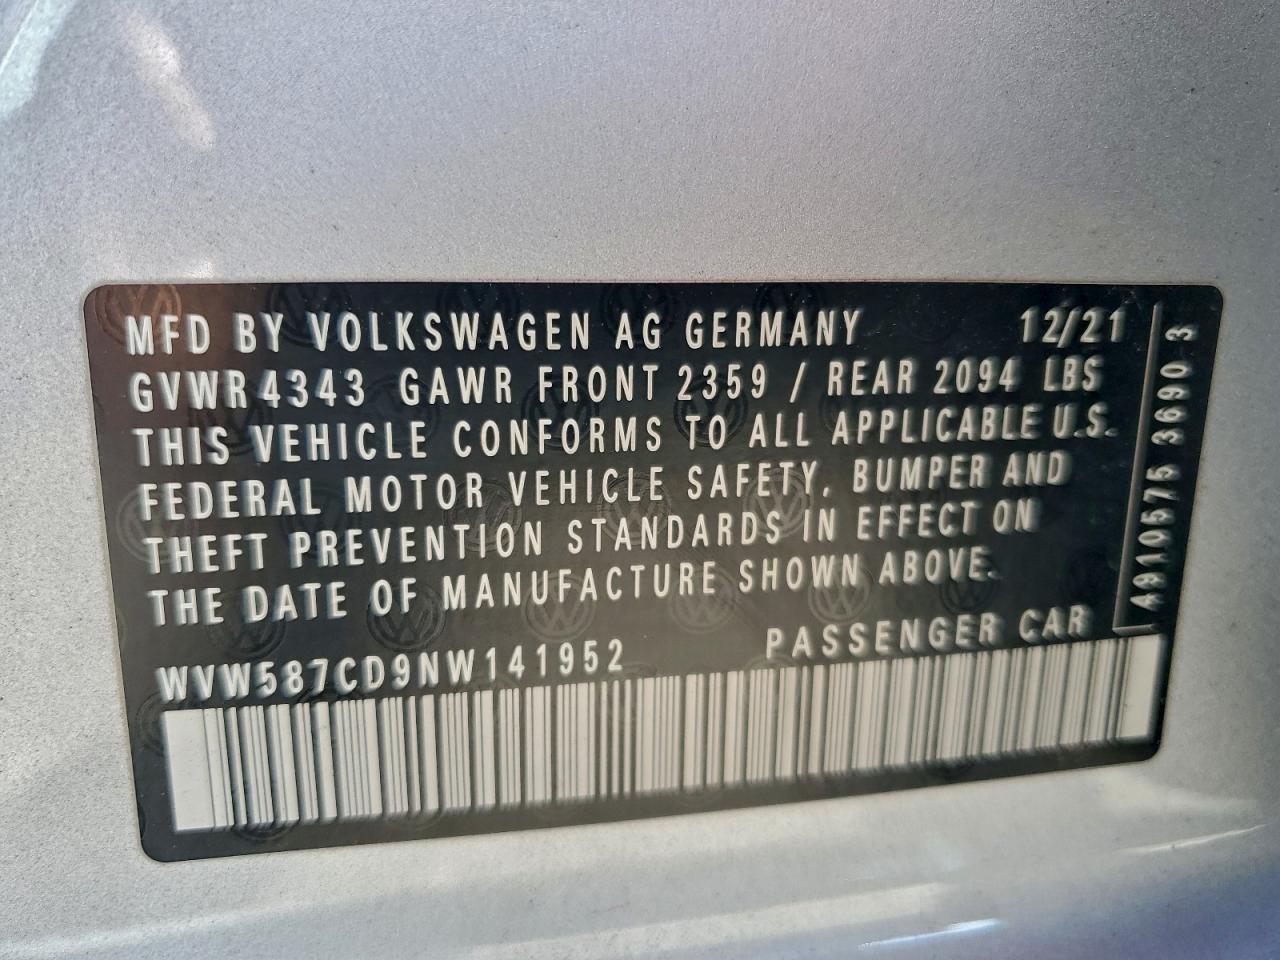 MFD BY VOLKSWAGEN AG GERMANY 12/21
GVWR 4343 GAWR FRONT 2359 / REAR 2094 LBS
THIS VEHICLE CONFORMS TO ALL APPLICABLE U.S.
FEDERAL MOTOR VEHICLE SAFETY, BUMPER AND
THEFT PREVENTION STANDARDS IN EFFECT ON
THE DATE OF MANUFACTURE SHOWN ABOVE.
WVW587CD9NW141952 PASSENGER CAR
A9105753690 3